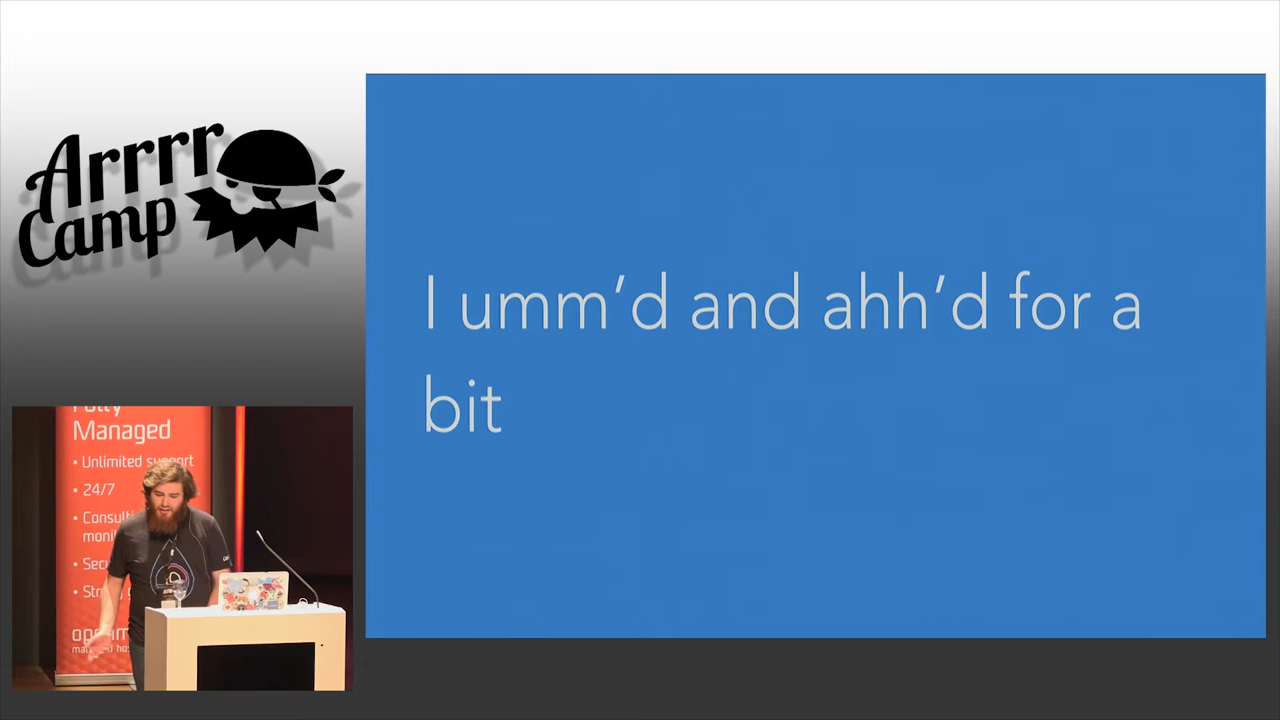 Arrrr
Camp
I umm’d and ahh’d for a
bit
Managed
• Unlimited support
• 24/7